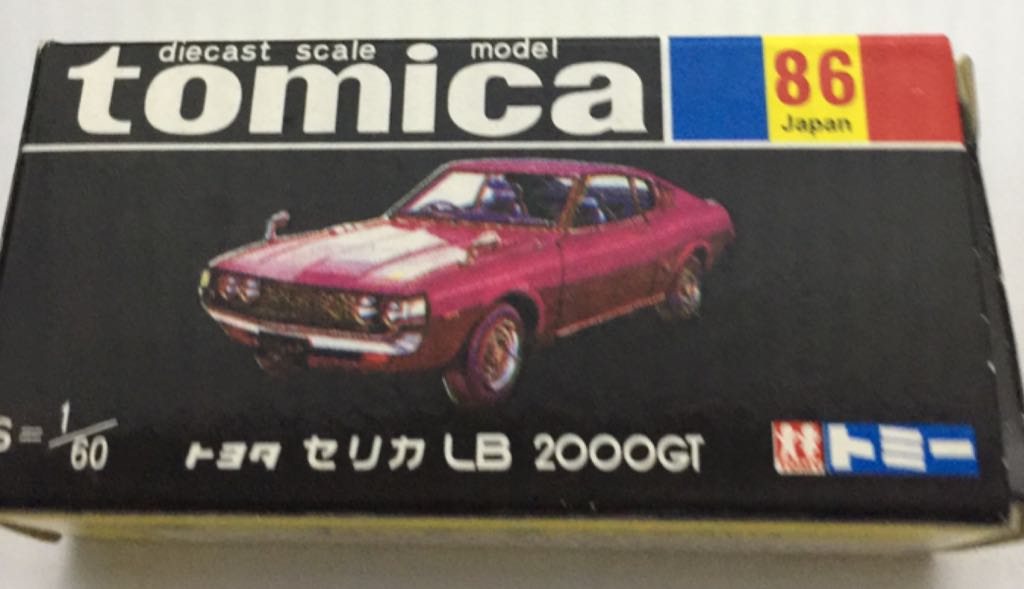 diecast scale model
tomica
86
Japan
S=1/60
トヨタ セリカ LB 2000GT
トミー